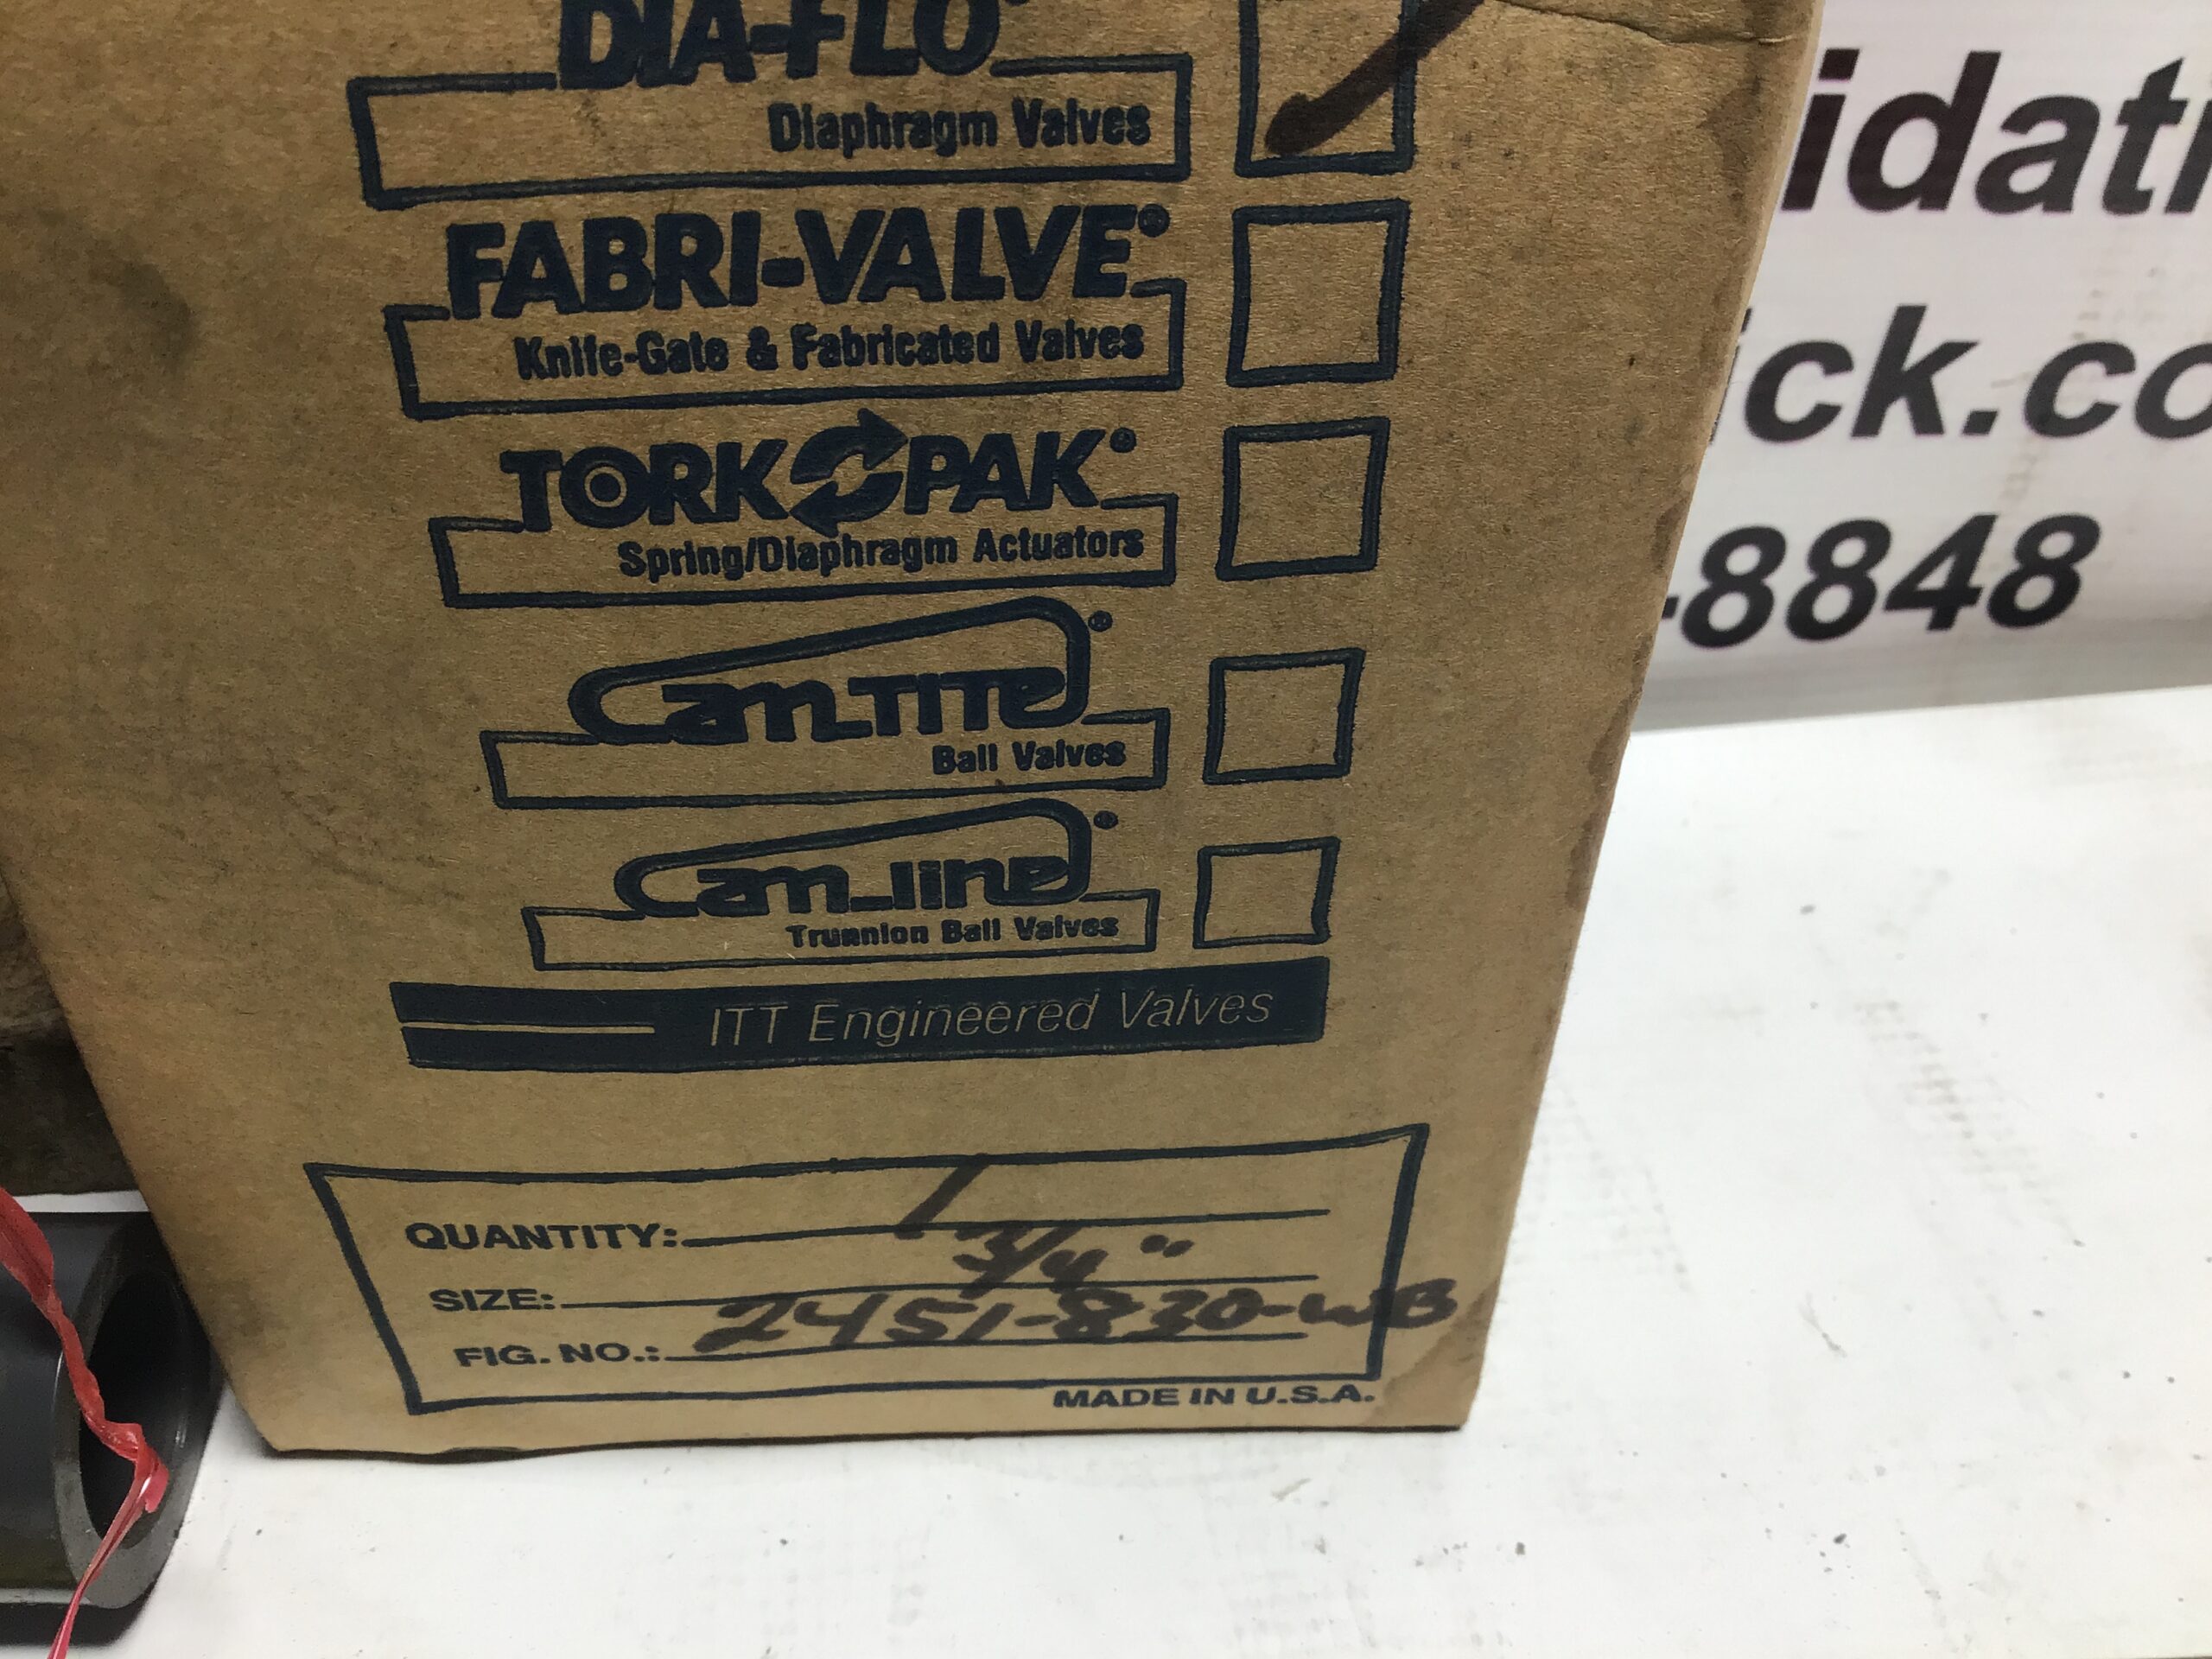 DIA-FLO®
Diaphragm Valves
FABRI-VALVE®
Knife-Gate & Fabricated Valves
TORK PAK®
Spring/Diaphragm Actuators
Cam-TITE®
Ball Valves
Cam-line®
Trunnion Ball Valves
ITT Engineered Valves
QUANTITY: 1
SIZE: 3/4"
FIG. NO.: 2451-830-WB
MADE IN U.S.A.
idati
ick.co
-8848